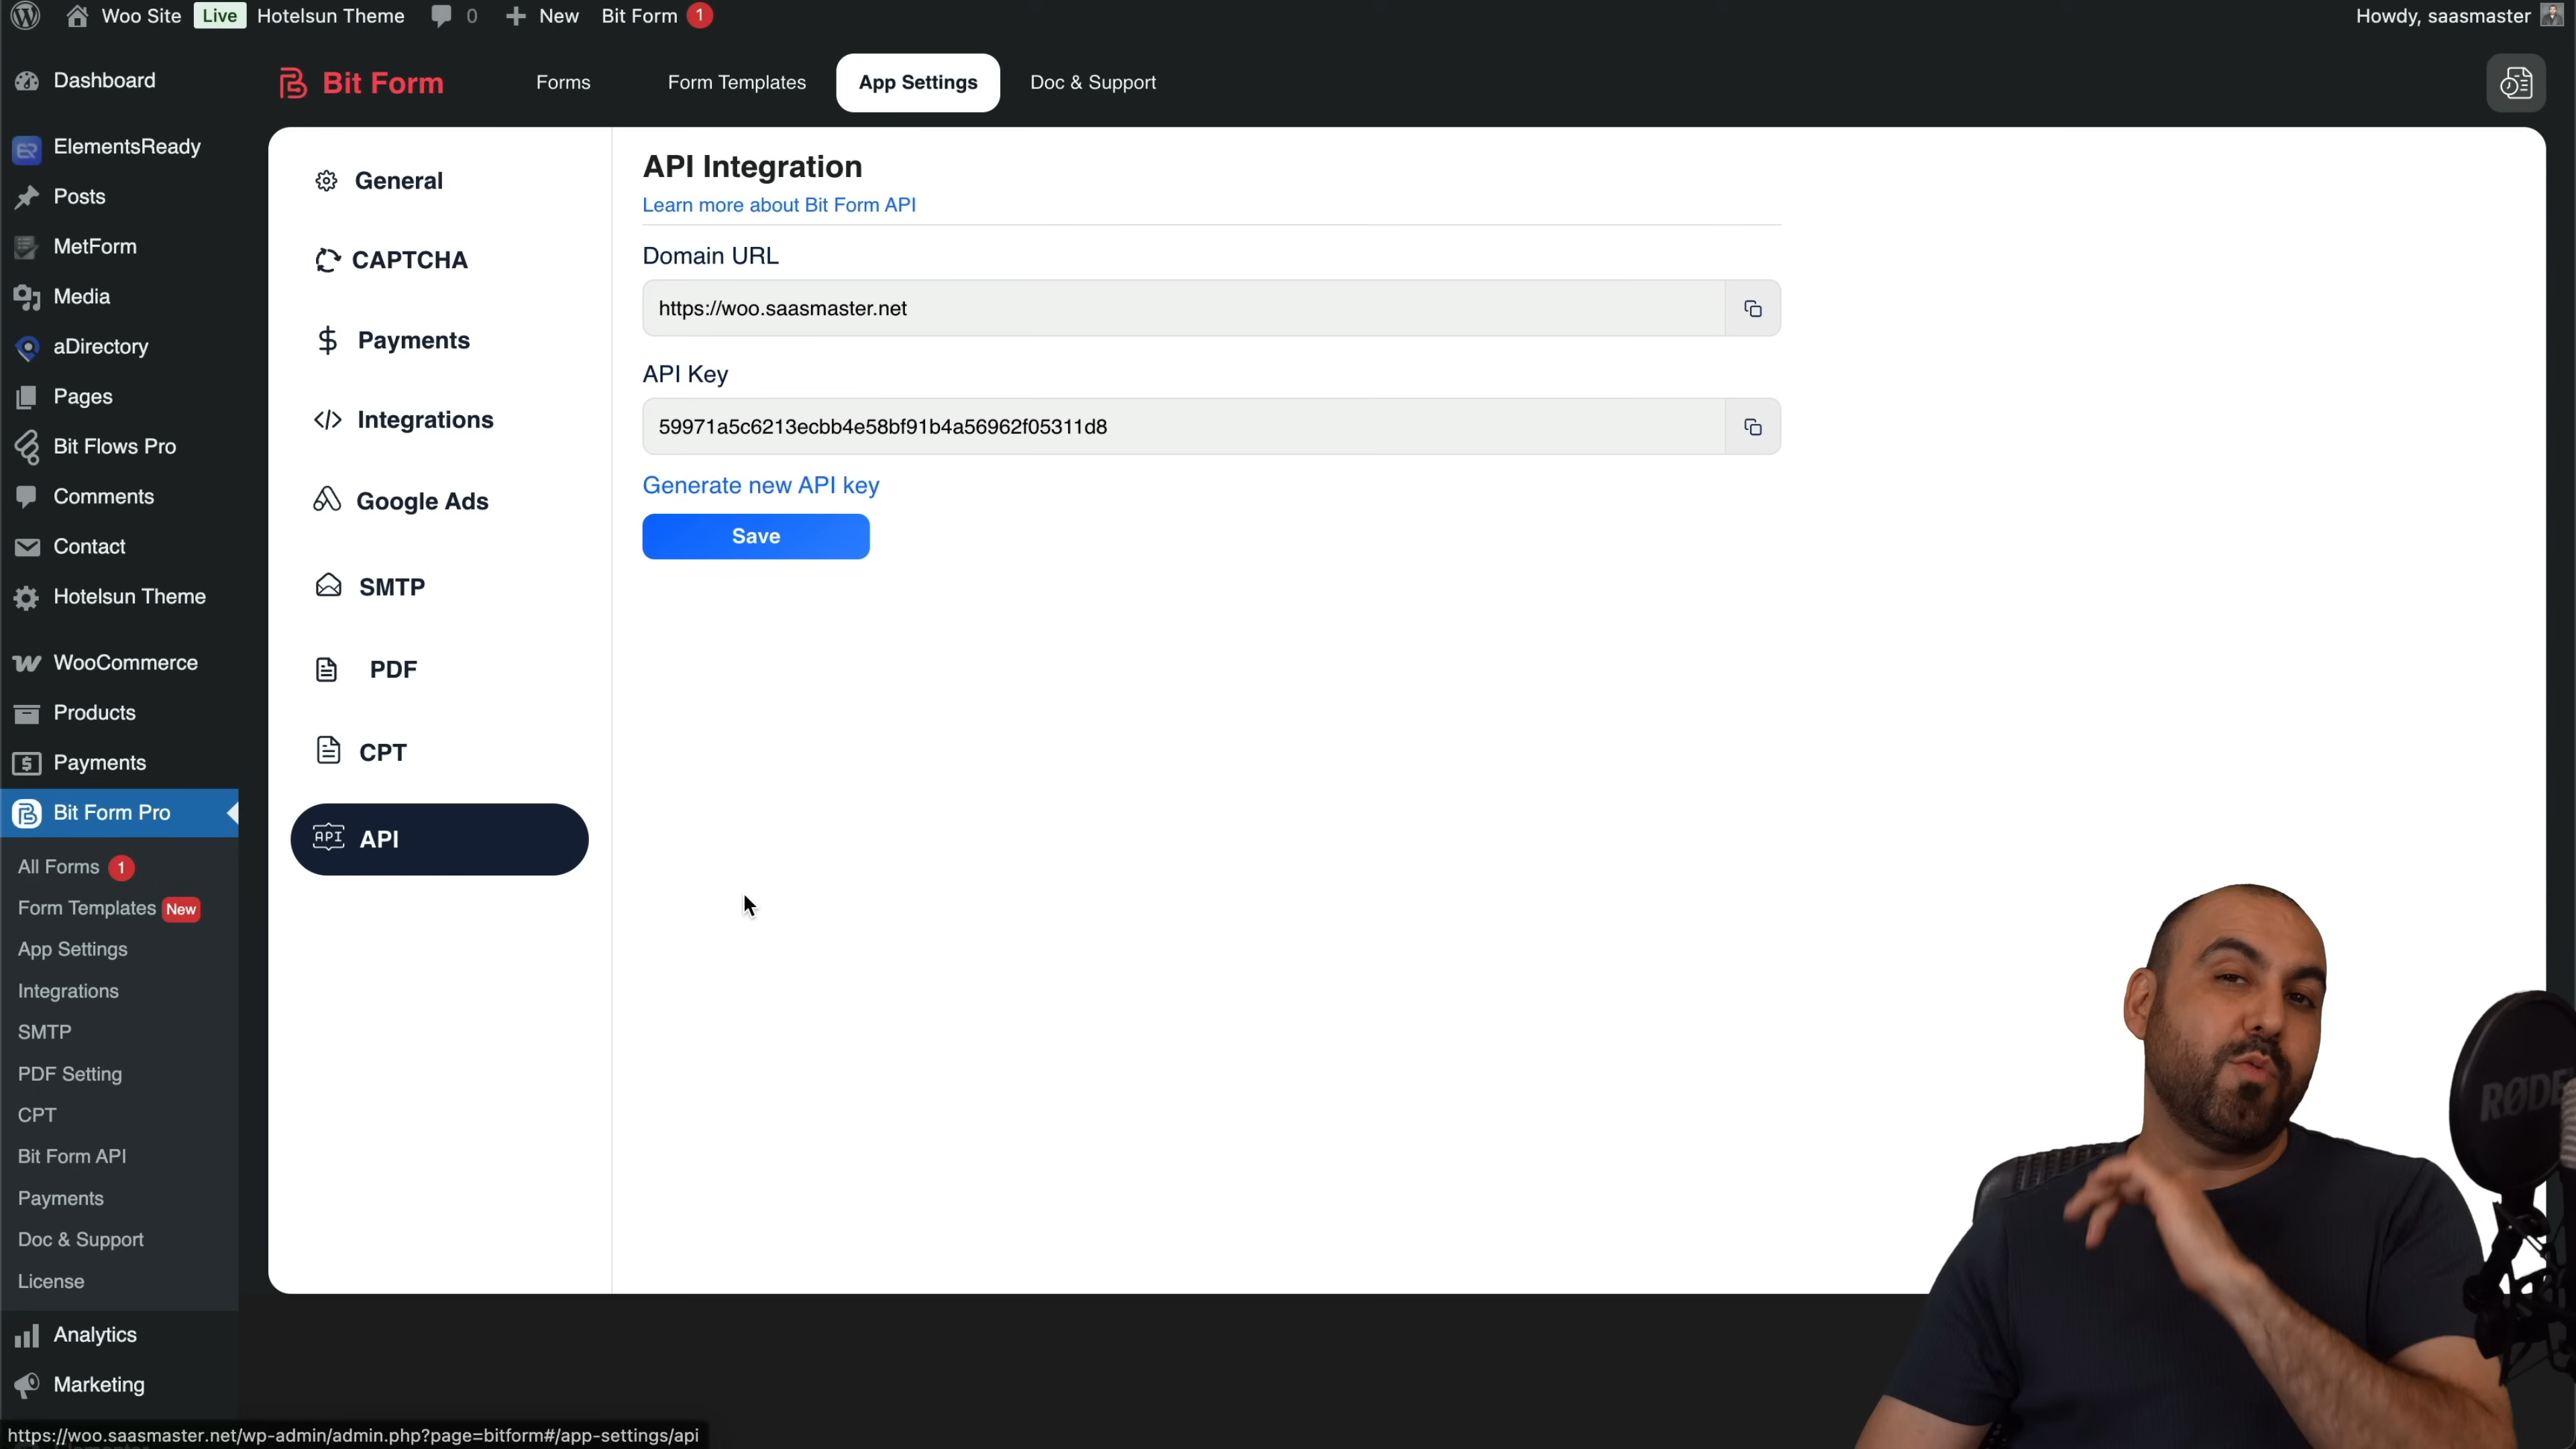 Woo Site Live Hotelsun Theme 0 New Bit Form 1 Howdy, saasmaster
Dashboard
ElementsReady
Posts
MetForm
Media
aDirectory
Pages
Bit Flows Pro
Comments
Contact
Hotelsun Theme
WooCommerce
Products
Payments
Bit Form Pro
All Forms 1
Form Templates New
App Settings
Integrations
SMTP
PDF Setting
CPT
Bit Form API
Payments
Doc & Support
License
Analytics
Marketing
Bit Form Forms Form Templates App Settings Doc & Support
General
CAPTCHA
Payments
Integrations
Google Ads
SMTP
PDF
CPT
API API
API Integration
Learn more about Bit Form API
Domain URL
https://woo.saasmaster.net
API Key
59971a5c6213ecbb4e58bf91b4a56962f05311d8
Generate new API key
Save
RØDE
https://woo.saasmaster.net/wp-admin/admin.php?page=bitform#/app-settings/api